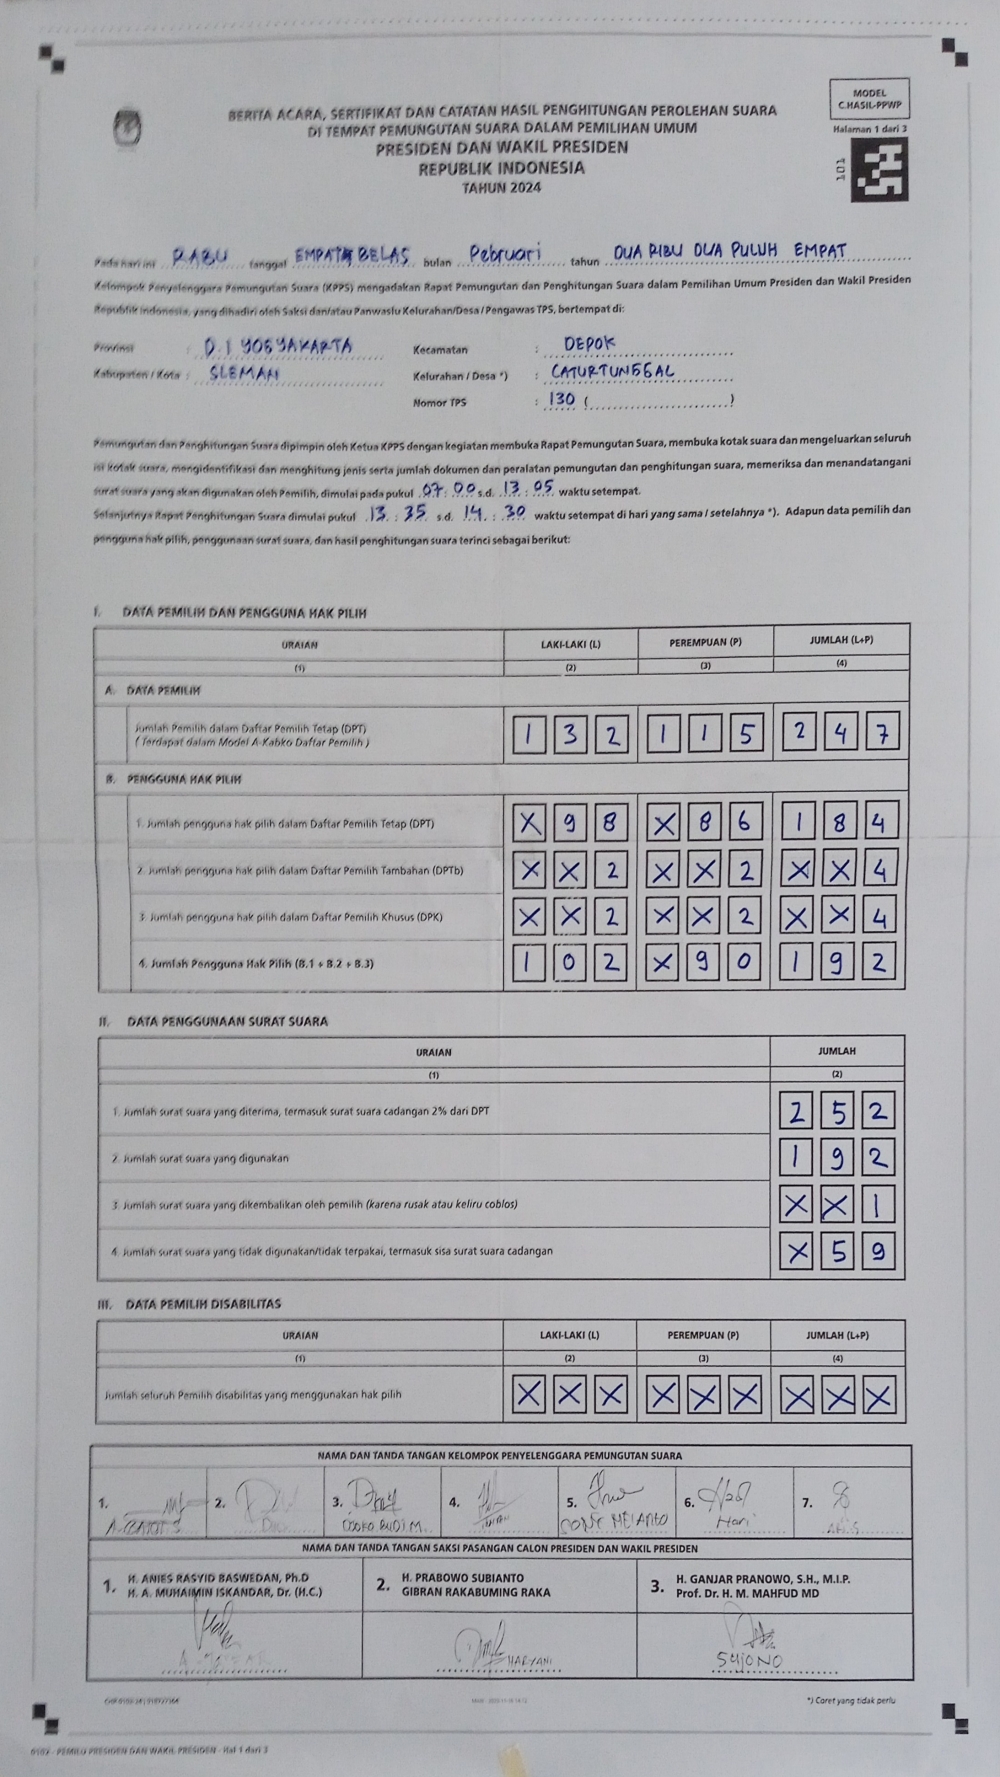 MODEL
C.HASIL-PPWP
Halaman 1 dari 3
101
BERITA ACARA, SERTIFIKAT DAN CATATAN HASIL PENGHITUNGAN PEROLEHAN SUARA
DI TEMPAT PEMUNGUTAN SUARA DALAM PEMILIHAN UMUM
PRESIDEN DAN WAKIL PRESIDEN
REPUBLIK INDONESIA
TAHUN 2024
Pada hari ini RABU tanggal EMPAT BELAS bulan Pebruari tahun DUA RIBU DUA PULUH EMPAT
Kelompok Penyelenggara Pemungutan Suara (KPPS) mengadakan Rapat Pemungutan dan Penghitungan Suara dalam Pemilihan Umum Presiden dan Wakil Presiden
Republik Indonesia, yang dihadiri oleh Saksi dan/atau Panwaslu Kelurahan/Desa / Pengawas TPS, bertempat di:
Provinsi : D.I YOGYAKARTA Kecamatan : DEPOK
Kabupaten / Kota : SLEMAN Kelurahan / Desa *) : CATURTUNGGAL
Nomor TPS : 130 (....................)
Pemungutan dan Penghitungan Suara dipimpin oleh Ketua KPPS dengan kegiatan membuka Rapat Pemungutan Suara, membuka kotak suara dan mengeluarkan seluruh
isi kotak suara, mengidentifikasi dan menghitung jenis serta jumlah dokumen dan peralatan pemungutan dan penghitungan suara, memeriksa dan menandatangani
surat suara yang akan digunakan oleh Pemilih, dimulai pada pukul 07 : 00 s.d. 13 : 05 waktu setempat.
Selanjutnya Rapat Penghitungan Suara dimulai pukul 13 : 35 s.d. 14 : 30 waktu setempat di hari yang sama / setelahnya *). Adapun data pemilih dan
pengguna hak pilih, penggunaan surat suara, dan hasil penghitungan suara terinci sebagai berikut:
I. DATA PEMILIH DAN PENGGUNA HAK PILIH
URAIAN LAKI-LAKI (L) PEREMPUAN (P) JUMLAH (L+P)
(1) (2) (3) (4)
A. DATA PEMILIH
Jumlah Pemilih dalam Daftar Pemilih Tetap (DPT)
( Terdapat dalam Model A-Kabko Daftar Pemilih ) 1 3 2 1 1 5 2 4 7
B. PENGGUNA HAK PILIH
1. Jumlah pengguna hak pilih dalam Daftar Pemilih Tetap (DPT) X 9 8 X 8 6 1 8 4
2. Jumlah pengguna hak pilih dalam Daftar Pemilih Tambahan (DPTb) X X 2 X X 2 X X 4
3. Jumlah pengguna hak pilih dalam Daftar Pemilih Khusus (DPK) X X 2 X X 2 X X 4
4. Jumlah Pengguna Hak Pilih (B.1 + B.2 + B.3) 1 0 2 X 9 0 1 9 2
II. DATA PENGGUNAAN SURAT SUARA
URAIAN JUMLAH
(1) (2)
1. Jumlah surat suara yang diterima, termasuk surat suara cadangan 2% dari DPT 2 5 2
2. Jumlah surat suara yang digunakan 1 9 2
3. Jumlah surat suara yang dikembalikan oleh pemilih (karena rusak atau keliru coblos) X X 1
4. Jumlah surat suara yang tidak digunakan/tidak terpakai, termasuk sisa surat suara cadangan X 5 9
III. DATA PEMILIH DISABILITAS
URAIAN LAKI-LAKI (L) PEREMPUAN (P) JUMLAH (L+P)
(1) (2) (3) (4)
Jumlah seluruh Pemilih disabilitas yang menggunakan hak pilih X X X X X X X X X
NAMA DAN TANDA TANGAN KELOMPOK PENYELENGGARA PEMUNGUTAN SUARA
1. 2. 3. 4. 5. 6. 7.
BUDI M. Hari
NAMA DAN TANDA TANGAN SAKSI PASANGAN CALON PRESIDEN DAN WAKIL PRESIDEN
1. H. ANIES RASYID BASWEDAN, Ph.D
H. A. MUHAIMIN ISKANDAR, Dr. (H.C.)
2. H. PRABOWO SUBIANTO
GIBRAN RAKABUMING RAKA
3. H. GANJAR PRANOWO, S.H., M.I.P.
Prof. Dr. H. M. MAHFUD MD
HARYANI SUJONO
*) Coret yang tidak perlu
0103 - PEMILU PRESIDEN DAN WAKIL PRESIDEN - Hal 1 dari 3